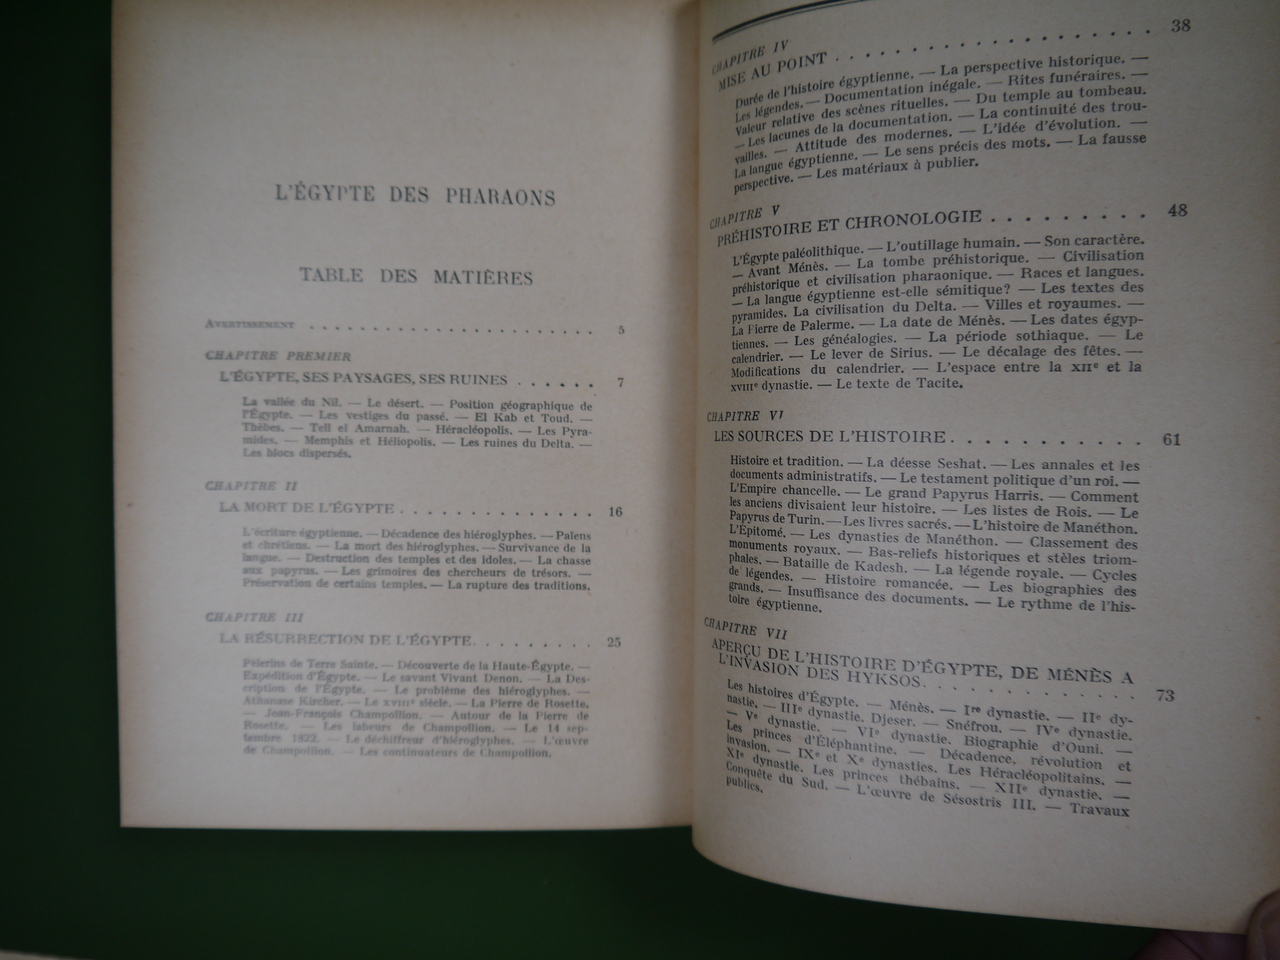 L'ÉGYPTE DES PHARAONS
TABLE DES MATIÈRES
AVERTISSEMENT . . . . . . . . . . . . . . . . . . . . . . 5
CHAPITRE PREMIER
L'ÉGYPTE, SES PAYSAGES, SES RUINES . . . . . . 7
La vallée du Nil. — Le désert. — Position géographique de
l'Égypte. — Les vestiges du passé. — El Kab et Toud. —
Thèbes. — Tell el Amarnah. — Héracléopolis. — Les Pyra-
mides. — Memphis et Héliopolis. — Les ruines du Delta. —
Les blocs dispersés.
CHAPITRE II
LA MORT DE L'ÉGYPTE . . . . . . . . . . . . . . 16
L'écriture égyptienne. — Décadence des hiéroglyphes. — Païens
et chrétiens. — La mort des hiéroglyphes. — Survivance de la
langue. — Destruction des temples et des idoles. — La chasse
aux papyrus. — Les grimoires des chercheurs de trésors. —
Préservation de certains temples. — La rupture des traditions.
CHAPITRE III
LA RÉSURRECTION DE L'ÉGYPTE. . . . . . . . 25
Pèlerins de Terre Sainte. — Découverte de la Haute-Égypte. —
Expédition d'Égypte. — Le savant Vivant Denon. — La Des-
cription de l'Égypte. — Le problème des hiéroglyphes. —
Athanase Kircher. — Le XVIIIe siècle. — La Pierre de Rosette.
— Jean-François Champollion. — Autour de la Pierre de
Rosette. — Les labeurs de Champollion. — Le 14 sep-
tembre 1822. — Le déchiffreur d'hiéroglyphes. — L'œuvre
de Champollion. — Les continuateurs de Champollion.
CHAPITRE IV
MISE AU POINT . . . . . . . . . . . . . . . . . . 38
Durée de l'histoire égyptienne. — La perspective historique. —
Les légendes. — Documentation inégale. — Rites funéraires. —
Valeur relative des scènes rituelles. — Du temple au tombeau.
— Les lacunes de la documentation. — La continuité des trou-
vailles. — Attitude des modernes. — L'idée d'évolution. —
La langue égyptienne. — Le sens précis des mots. — La fausse
perspective. — Les matériaux à publier.
CHAPITRE V
PRÉHISTOIRE ET CHRONOLOGIE . . . . . . . . . 48
L'Égypte paléolithique. — L'outillage humain. — Son caractère.
— Avant Ménès. — La tombe préhistorique. — Civilisation
préhistorique et civilisation pharaonique. — Races et langues.
— La langue égyptienne est-elle sémitique? — Les textes des
pyramides. La civilisation du Delta. — Villes et royaumes. —
La Pierre de Palerme. — La date de Ménès. — Les dates égyp-
tiennes. — Les généalogies. — La période sothiaque. — Le
calendrier. — Le lever de Sirius. — Le décalage des fêtes. —
Modifications du calendrier. — L'espace entre la XIIe et la
XVIIIe dynastie. — Le texte de Tacite.
CHAPITRE VI
LES SOURCES DE L'HISTOIRE . . . . . . . . . . . 61
Histoire et tradition. — La déesse Seshat. — Les annales et les
documents administratifs. — Le testament politique d'un roi. —
L'Empire chancelle. — Le grand Papyrus Harris. — Comment
les anciens divisaient leur histoire. — Les listes de Rois. — Le
Papyrus de Turin. — Les livres sacrés. — L'histoire de Manéthon.
L'Epitomé. — Les dynasties de Manéthon. — Classement des
monuments royaux. — Bas-reliefs historiques et stèles triom-
phales. — Bataille de Kadesh. — La légende royale. — Cycles
de légendes. — Histoire romancée. — Les biographies des
grands. — Insuffisance des documents. — Le rythme de l'his-
toire égyptienne.
CHAPITRE VII
APERÇU DE L'HISTOIRE D'ÉGYPTE, DE MÉNÈS A
L'INVASION DES HYKSOS. . . . . . . . . . . . . 73
Les histoires d'Égypte. — Ménès. — Ire dynastie. — IIe dy-
nastie. — IIIe dynastie. Djeser. — Snéfrou. — IVe dynastie.
— Ve dynastie. — VIe dynastie. Biographie d'Ouni. —
Les princes d'Éléphantine. — Décadence, révolution et
invasion. — IXe et Xe dynasties. Les Héracléopolitains. —
XIe dynastie. Les princes thébains. — XIIe dynastie. —
Conquête du Sud. — L'œuvre de Sésostris III. — Travaux
publics.